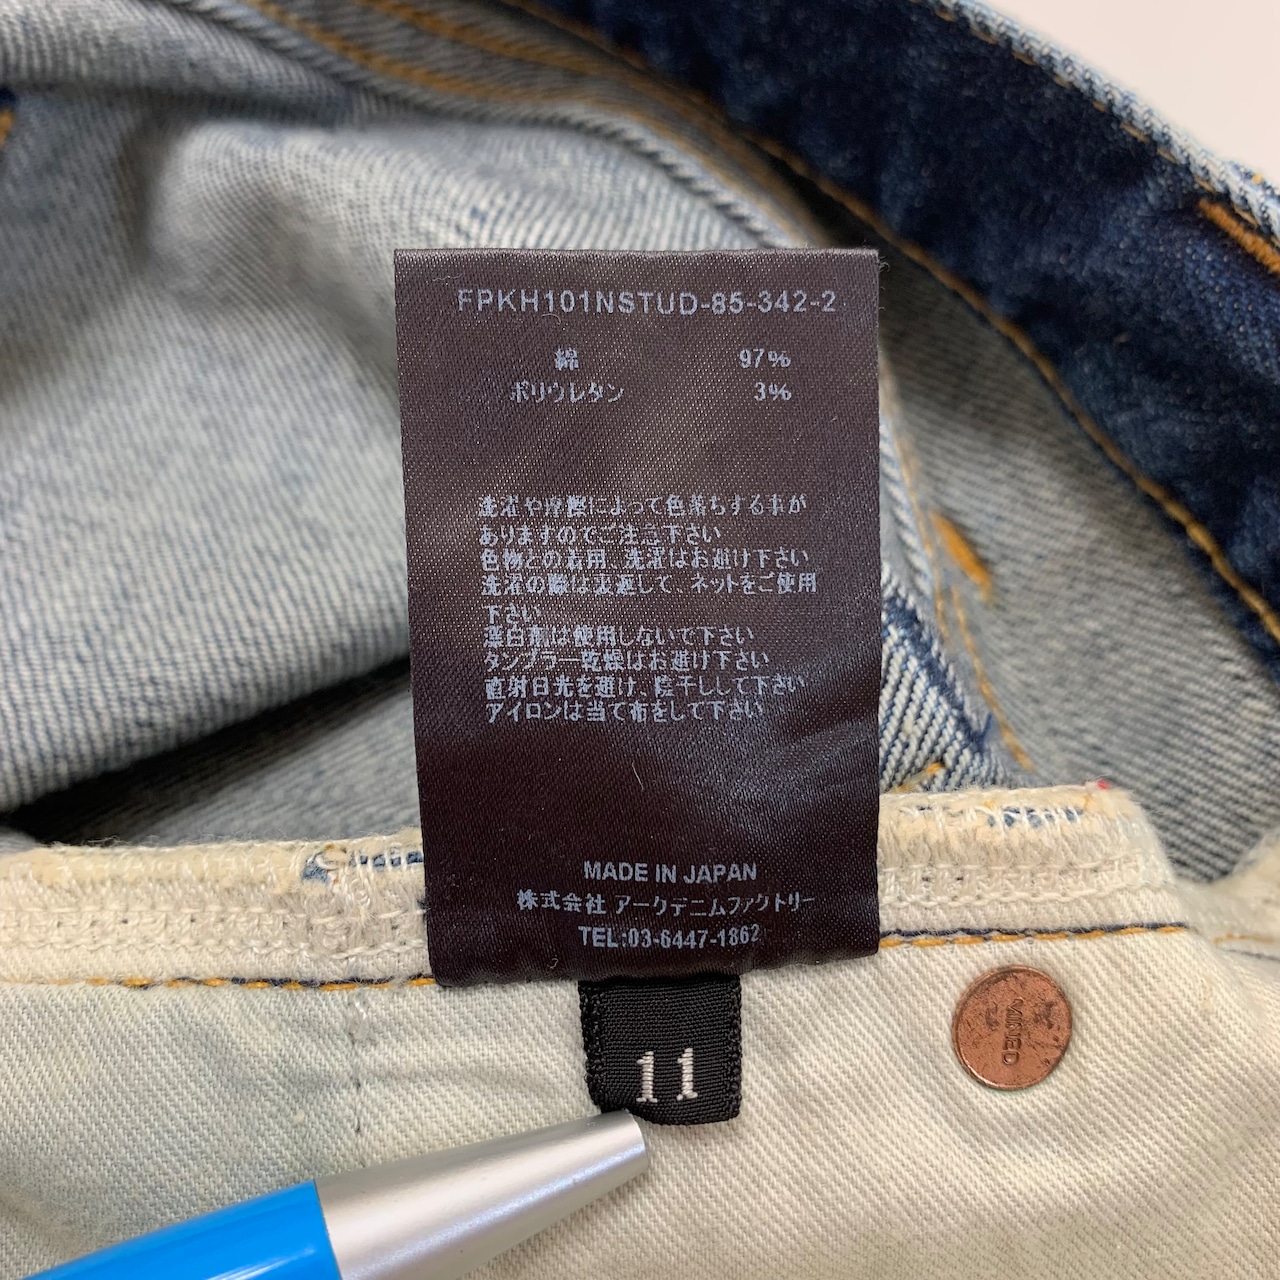 FPKH101NSTUD-85-342-2
綿 97%
ポリウレタン 3%
洗濯や摩擦によって色落ちする事が
ありますのでご注意下さい
色物との着用、洗濯はお避け下さい
洗濯の際は裏返して、ネットをご使用
下さい
漂白剤は使用しないで下さい
タンブラー乾燥はお避け下さい
直射日光を避け、陰干しして下さい
アイロンは当て布をして下さい
MADE IN JAPAN
株式会社 アークデニムファクトリー
TEL:03-6447-1862
MINED
11